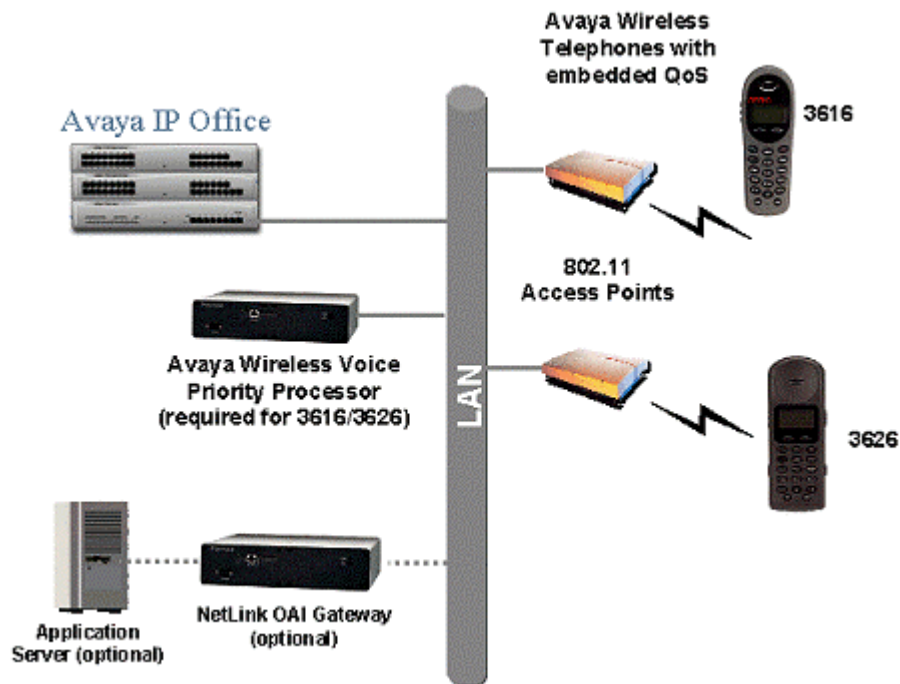 Avaya Wireless
Telephones with
embedded QoS
3616
Avaya IP Office
802.11
Access Points
Avaya Wireless Voice
Priority Processor
(required for 3616/3626)
LAN
3626
NetLink OAI Gateway
(optional)
Application
Server (optional)